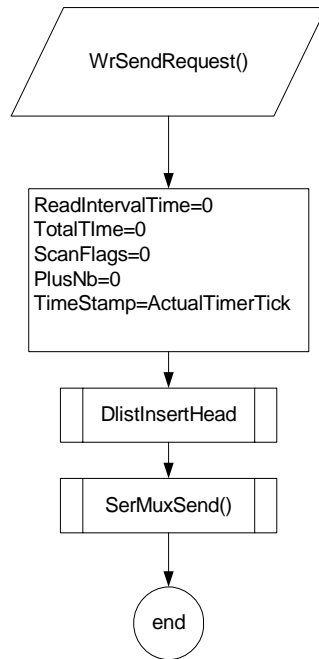 WrSendRequest()
ReadIntervalTime=0
TotalTIme=0
ScanFlags=0
PlusNb=0
TimeStamp=ActualTimerTick
DlistInsertHead
SerMuxSend()
end